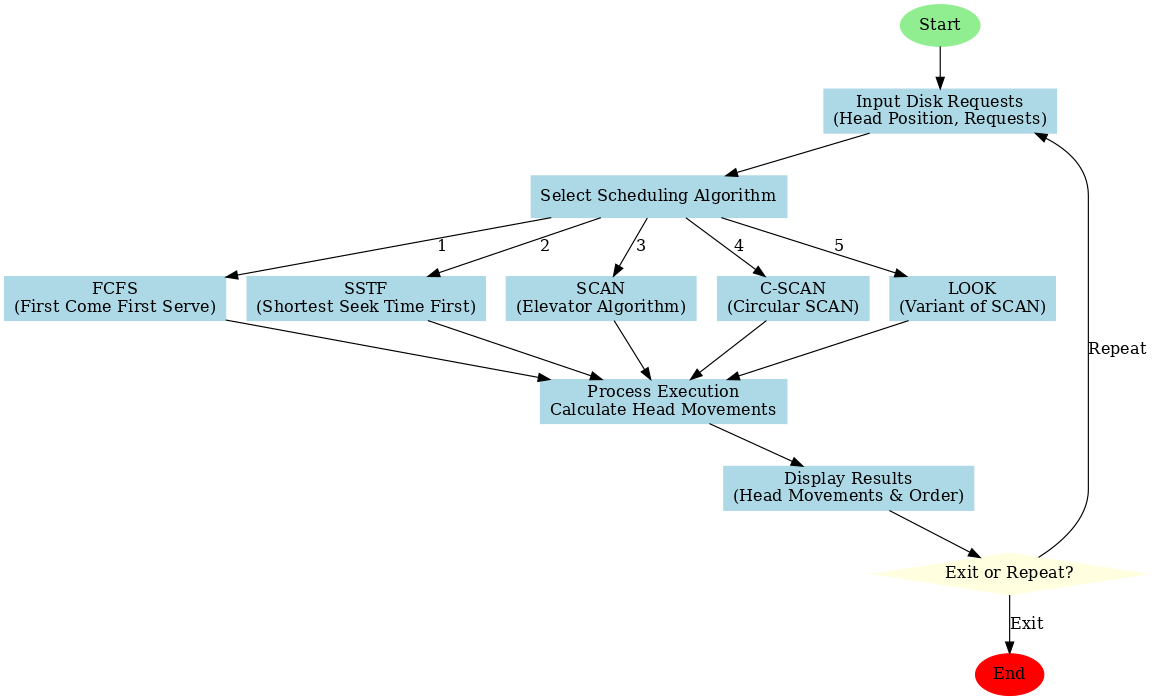 Start
Input Disk Requests
(Head Position, Requests)
Select Scheduling Algorithm
1
2
3
4
5
FCFS
(First Come First Serve)
SSTF
(Shortest Seek Time First)
SCAN
(Elevator Algorithm)
C-SCAN
(Circular SCAN)
LOOK
(Variant of SCAN)
Repeat
Process Execution
Calculate Head Movements
Display Results
(Head Movements & Order)
Exit or Repeat?
Exit
End